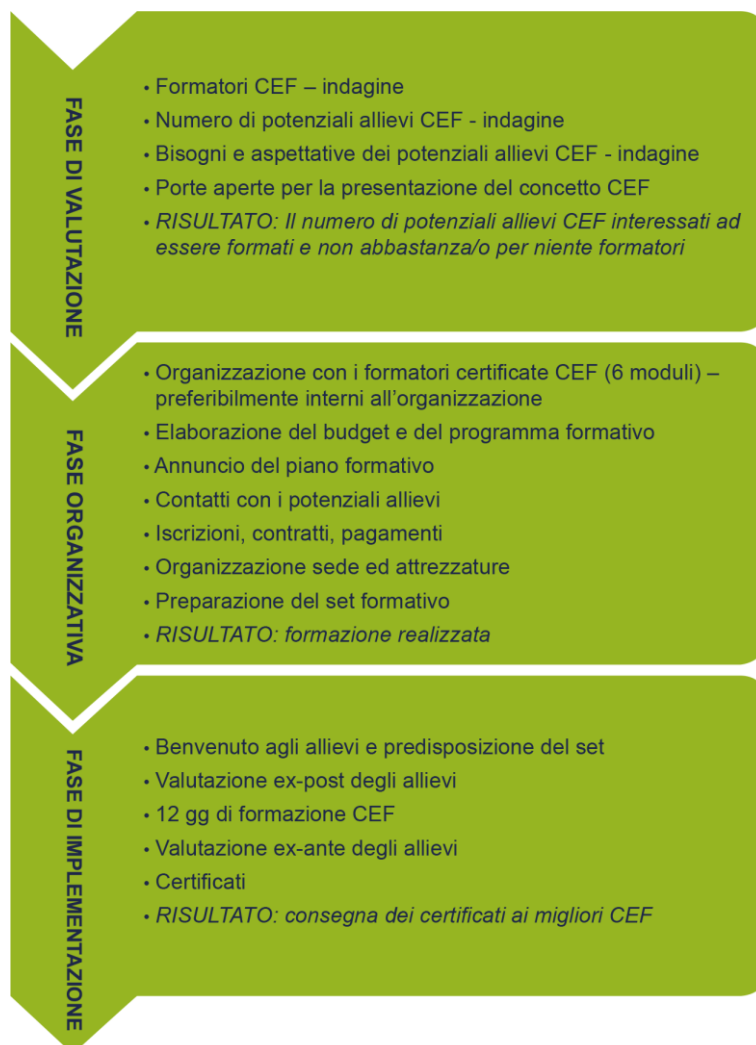 FASE DI VALUTAZIONE
• Formatori CEF – indagine
• Numero di potenziali allievi CEF - indagine
• Bisogni e aspettative dei potenziali allievi CEF - indagine
• Porte aperte per la presentazione del concetto CEF
• RISULTATO: Il numero di potenziali allievi CEF interessati ad
essere formati e non abbastanza/o per niente formatori
FASE ORGANIZZATIVA
• Organizzazione con i formatori certificate CEF (6 moduli) –
preferibilmente interni all'organizzazione
• Elaborazione del budget e del programma formativo
• Annuncio del piano formativo
• Contatti con i potenziali allievi
• Iscrizioni, contratti, pagamenti
• Organizzazione sede ed attrezzature
• Preparazione del set formativo
• RISULTATO: formazione realizzata
FASE DI IMPLEMENTAZIONE
• Benvenuto agli allievi e predisposizione del set
• Valutazione ex-post degli allievi
• 12 gg di formazione CEF
• Valutazione ex-ante degli allievi
• Certificati
• RISULTATO: consegna dei certificati ai migliori CEF